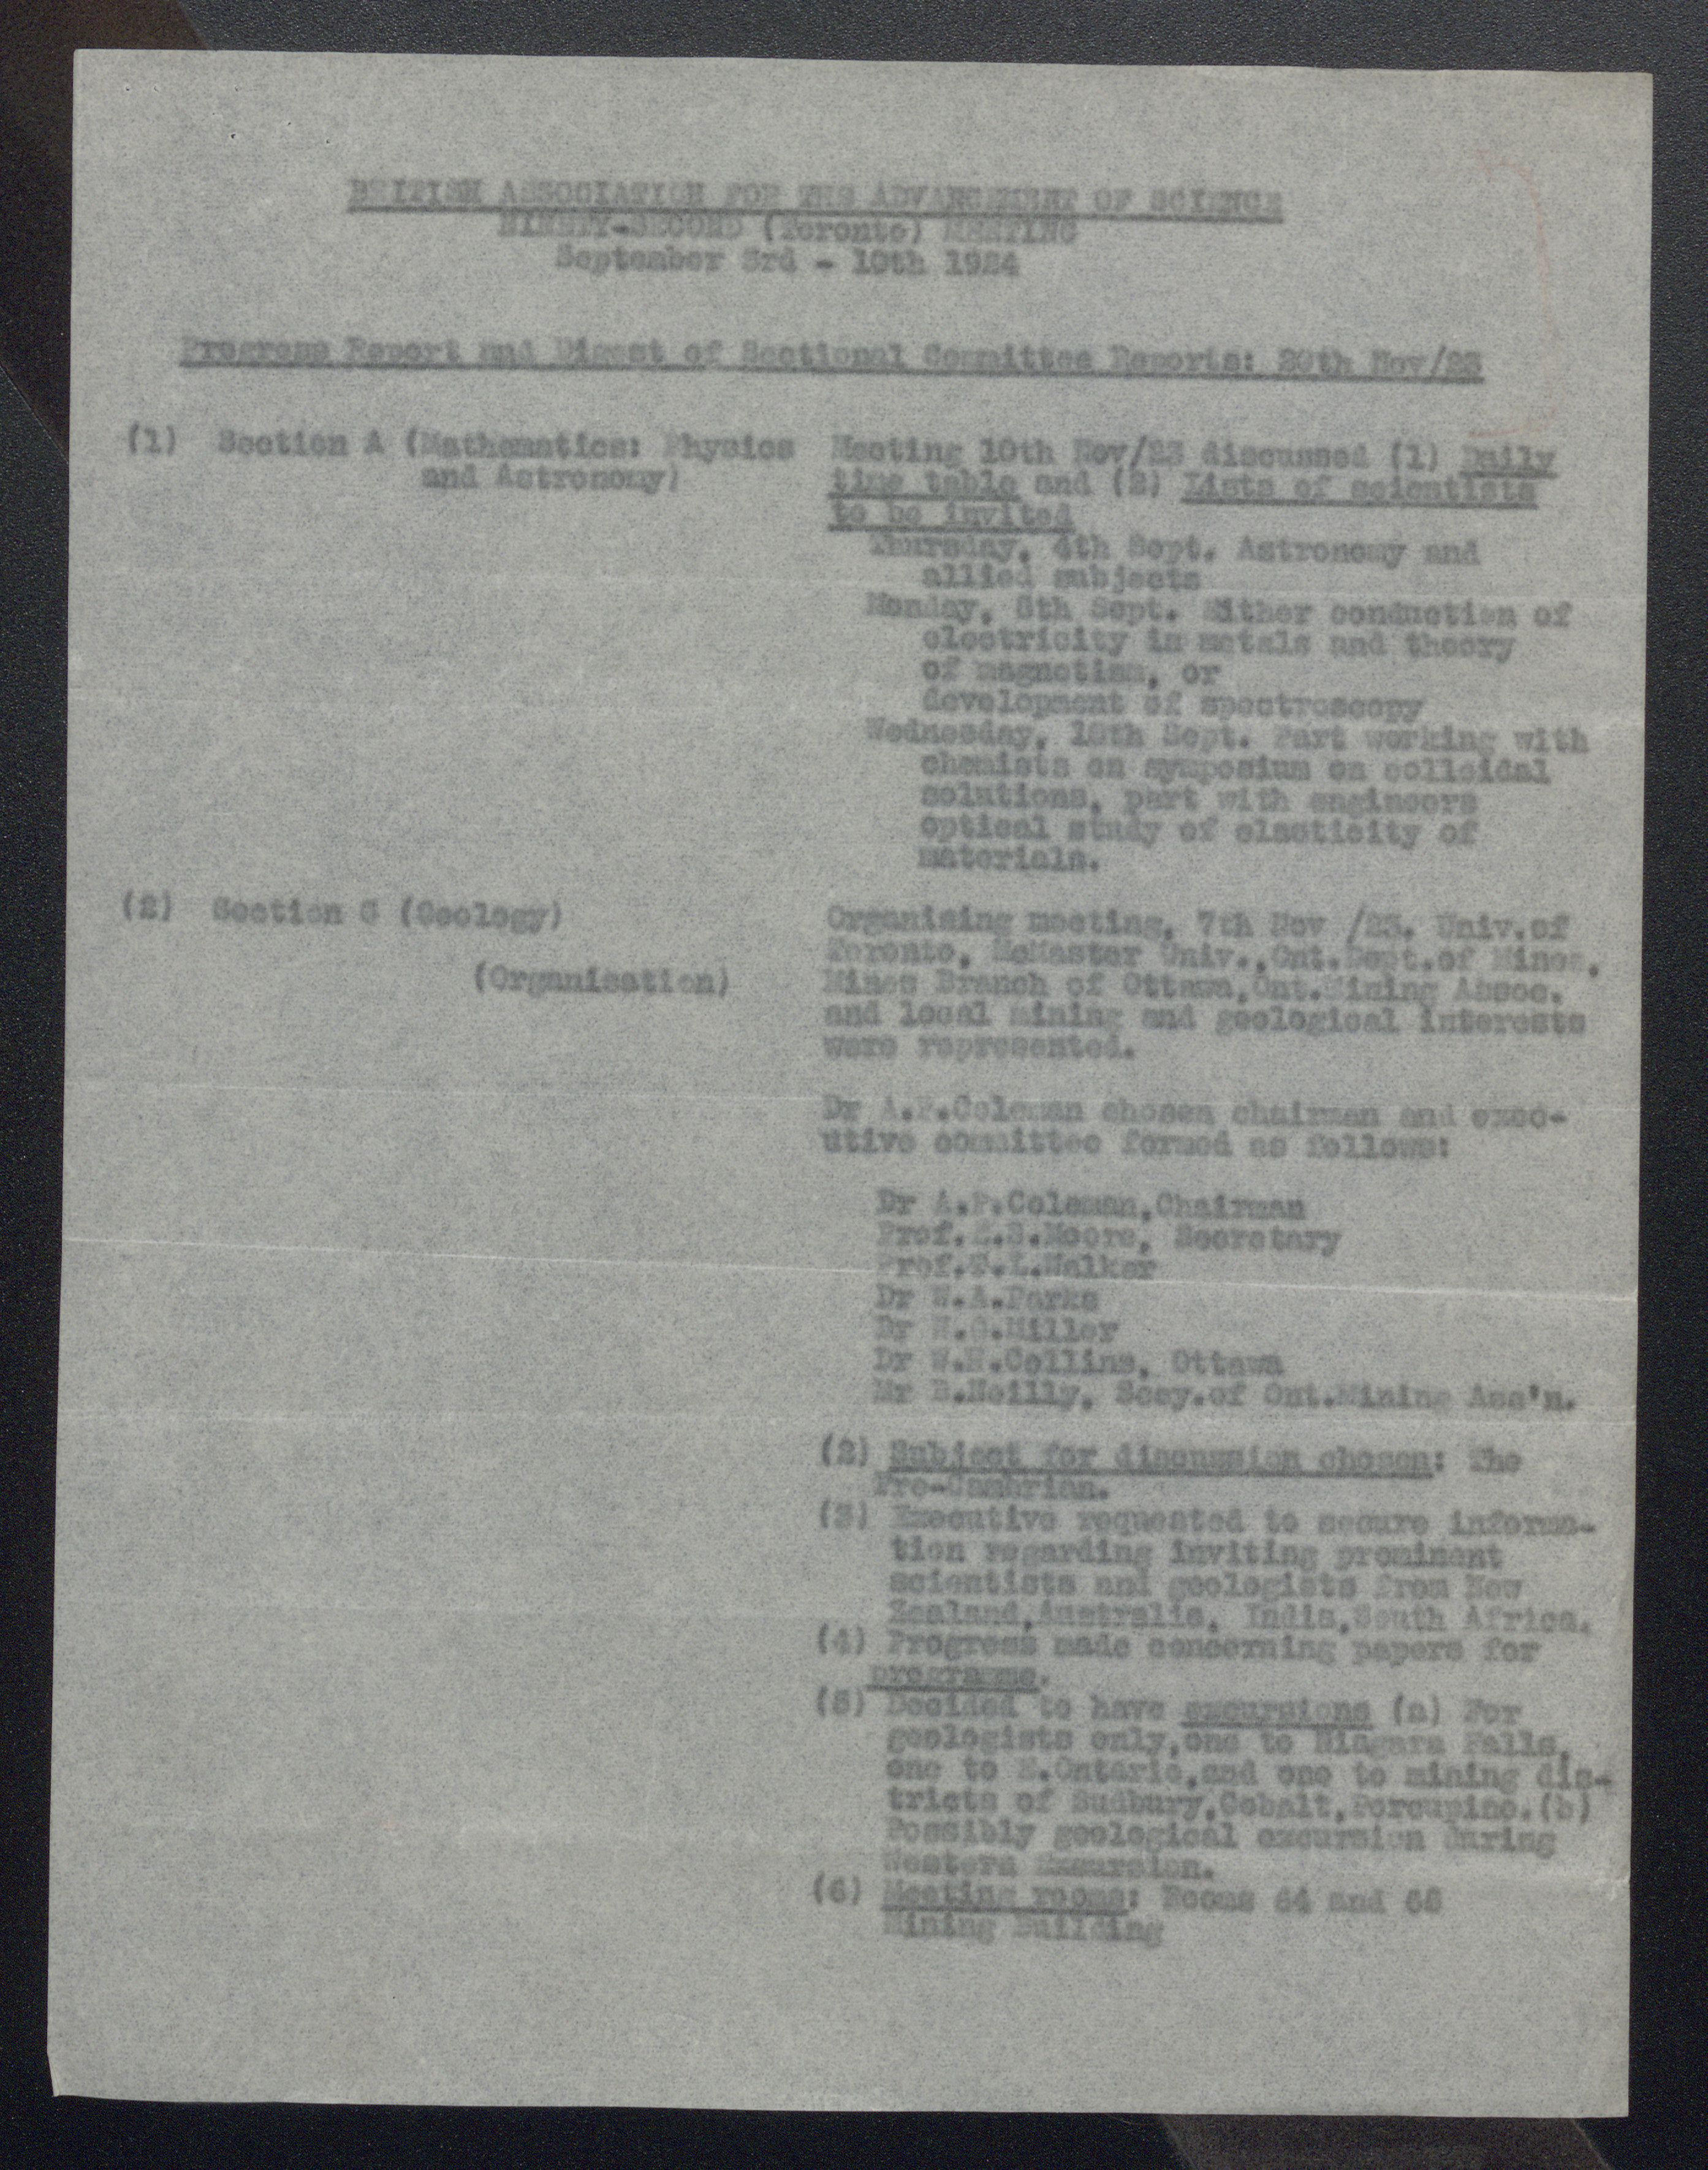 BRITISH ASSOCIATION FOR THE ADVANCEMENT OF SCIENCE
NINETY-SECOND (Toronto) MEETING
September 3rd - 10th 1924
Progress Report and Digest of Sectional Committee Reports: 20th Nov/23
(1) Section A (Mathematics: Physics
and Astronomy)
Meeting 10th Nov/23 discussed (1) Daily
time table and (2) Lists of scientists
to be invited
Thursday, 4th Sept. Astronomy and
allied subjects
Monday, 8th Sept. Either conduction of
electricity in metals and theory
of magnetism, or
development of spectroscopy
Wednesday, 10th Sept. Part working with
chemists on symposium on colloidal
solutions, part with engineers
optical study of elasticity of
materials.
(2) Section C (Geology)
(Organisation)
Organising meeting, 7th Nov /23. Univ.of
Toronto, McMaster Univ.,Ont.Dept.of Mines,
Mines Branch of Ottawa,Ont.Mining Assoc.
and local mining and geological interests
were represented.
Dr A.P.Coleman chosen chairman and exec-
utive committee formed as follows:
Dr A.P.Coleman,Chairman
Prof.E.S.Moore, Secretary
Prof.T.L.Walker
Dr W.A.Parks
Dr W.G.Miller
Dr W.H.Collins, Ottawa
Mr B.Neilly, Secy.of Ont.Mining Ass'n.
(2) Subject for discussion chosen: The
Pre-Cambrian.
(3) Executive requested to secure informa-
tion regarding inviting prominent
scientists and geologists from New
Zealand,Australia, India,South Africa.
(4) Progress made concerning papers for
programme.
(5) Decided to have excursions (a) For
geologists only,one to Niagara Falls,
one to E.Ontario,and one to mining dis-
tricts of Sudbury,Cobalt,Porcupine.(b)
Possibly geological excursion during
Western Excursion.
(6) Meeting rooms: Rooms 64 and 68
Mining Building